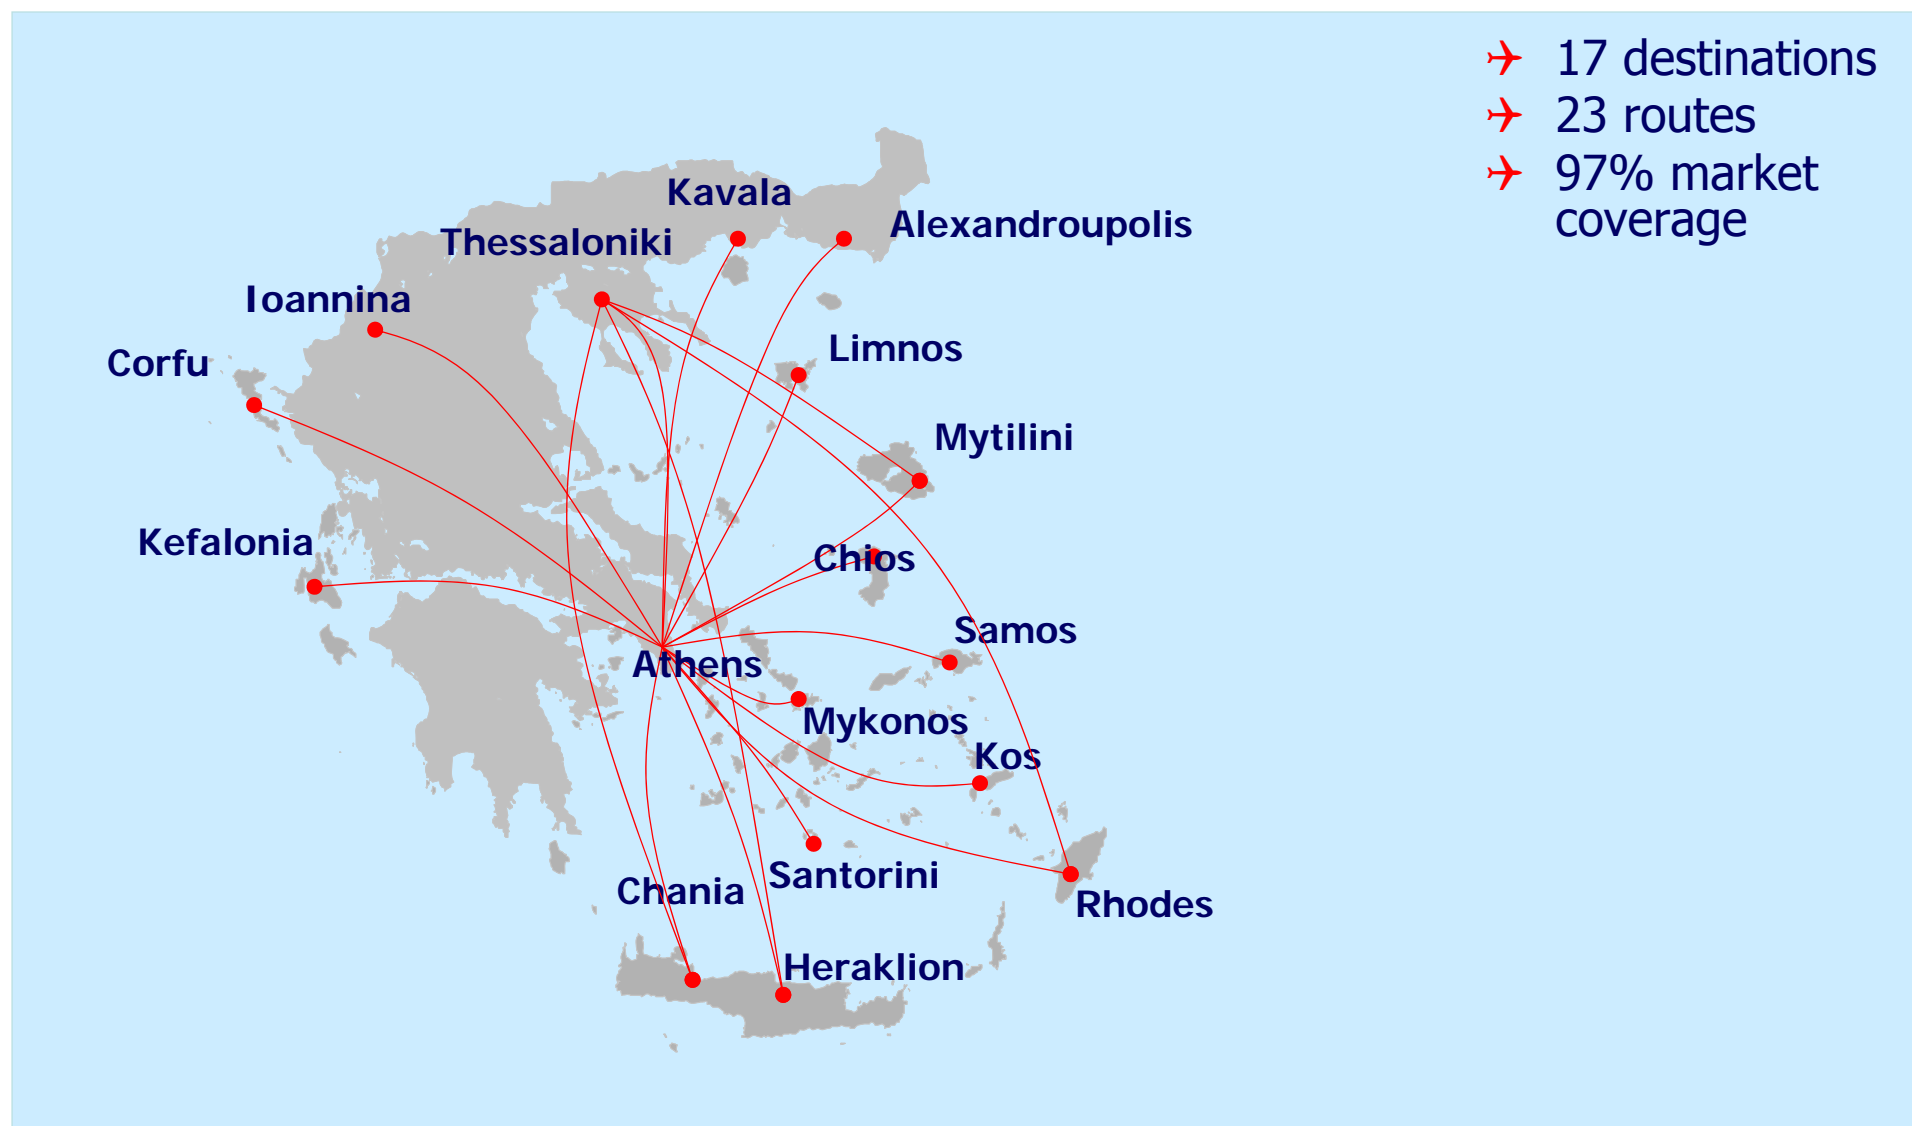 17 destinations
23 routes
97% market
coverage
Kavala
Alexandroupolis
Thessaloniki
Ioannina
Limnos
Corfu
Mytilini
Kefalonia
Chios
Samos
Athens
Mykonos
Kos
Santorini
Chania
Rhodes
Heraklion